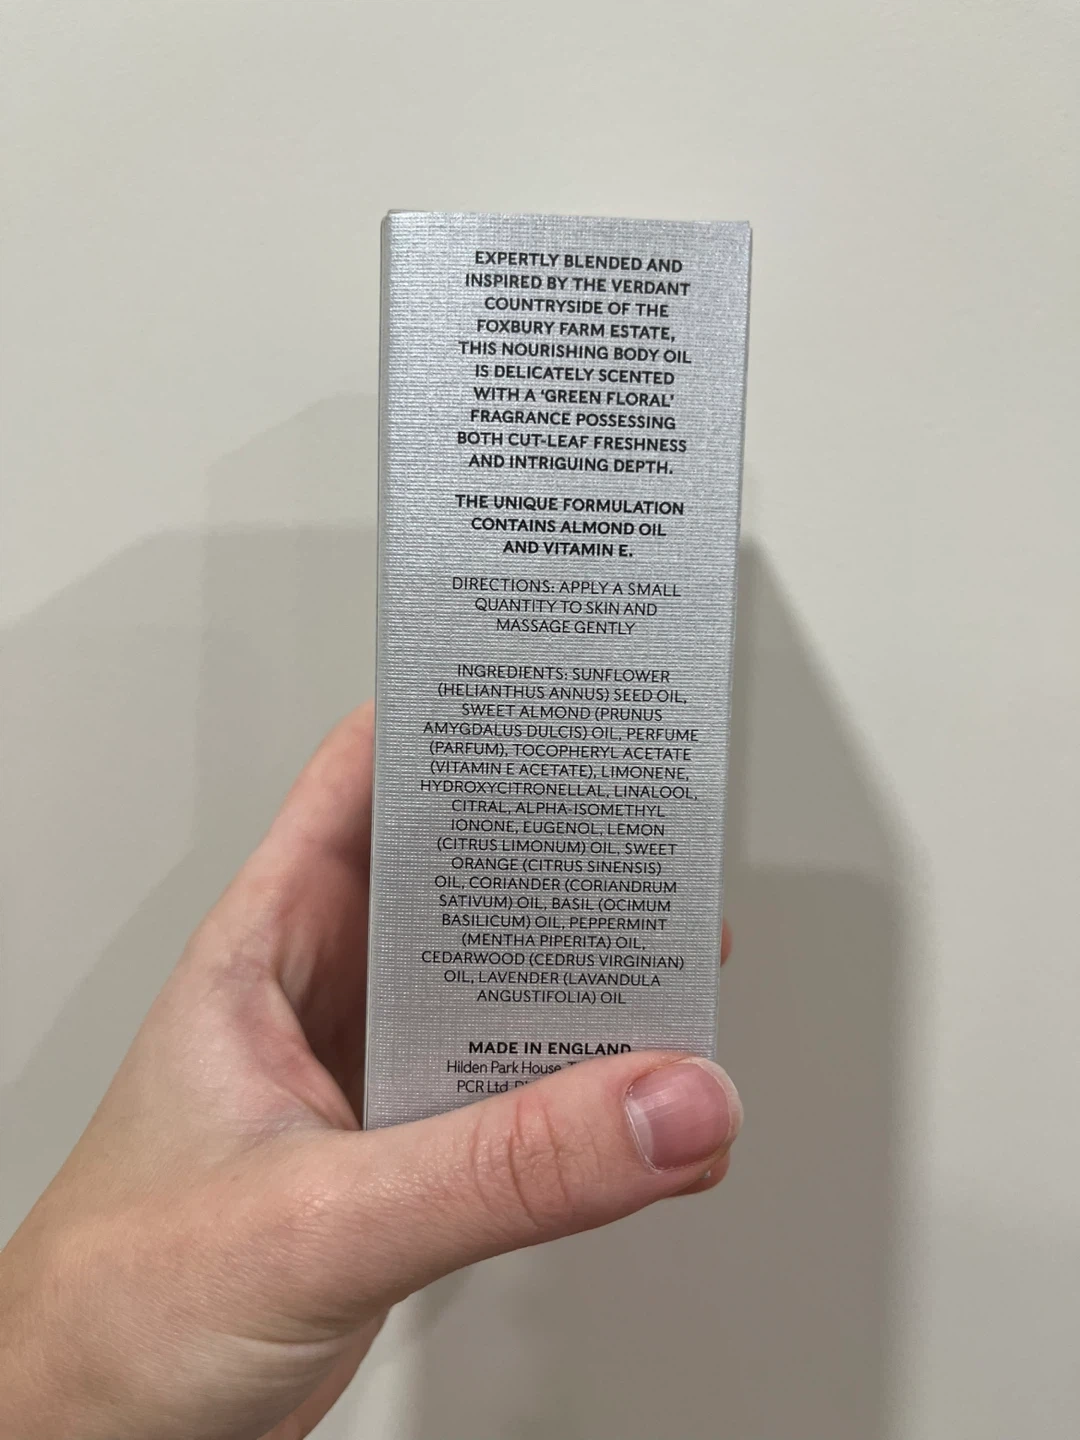 EXPERTLY BLENDED AND
INSPIRED BY THE VERDANT
COUNTRYSIDE OF THE
FOXBURY FARM ESTATE,
THIS NOURISHING BODY OIL
IS DELICATELY SCENTED
WITH A 'GREEN FLORAL'
FRAGRANCE POSSESSING
BOTH CUT-LEAF FRESHNESS
AND INTRIGUING DEPTH.
THE UNIQUE FORMULATION
CONTAINS ALMOND OIL
AND VITAMIN E.
DIRECTIONS: APPLY A SMALL
QUANTITY TO SKIN AND
MASSAGE GENTLY
INGREDIENTS: SUNFLOWER
(HELIANTHUS ANNUS) SEED OIL,
SWEET ALMOND (PRUNUS
AMYGDALUS DULCIS) OIL, PERFUME
(PARFUM), TOCOPHERYL ACETATE
(VITAMIN E ACETATE), LIMONENE,
HYDROXYCITRONELLAL, LINALOOL,
CITRAL, ALPHA-ISOMETHYL
IONONE, EUGENOL, LEMON
(CITRUS LIMONUM) OIL, SWEET
ORANGE (CITRUS SINENSIS)
OIL, CORIANDER (CORIANDRUM
SATIVUM) OIL, BASIL (OCIMUM
BASILICUM) OIL, PEPPERMINT
(MENTHA PIPERITA) OIL,
CEDARWOOD (CEDRUS VIRGINIAN)
OIL, LAVENDER (LAVANDULA
ANGUSTIFOLIA) OIL
MADE IN ENGLAND
Hilden Park House,
PCR Ltd,